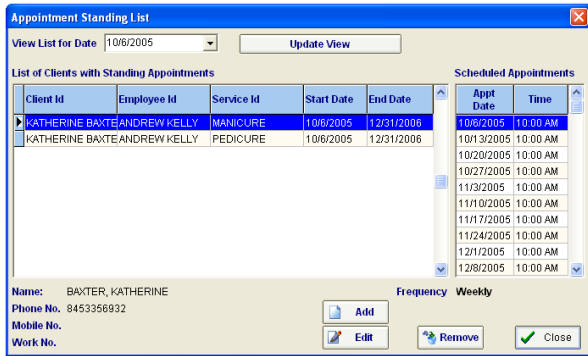 Appointment Standing List
View List for Date 10/6/2005 Update View
List of Clients with Standing Appointments Scheduled Appointments
Client Id Employee Id Service Id Start Date End Date Appt Date Time
KATHERINE BAXTE ANDREW KELLY MANICURE 10/6/2005 12/31/2006 10/6/2005 10:00 AM
KATHERINE BAXTE ANDREW KELLY PEDICURE 10/6/2005 12/31/2006 10/13/2005 10:00 AM
10/20/2005 10:00 AM
10/27/2005 10:00 AM
11/3/2005 10:00 AM
11/10/2005 10:00 AM
11/17/2005 10:00 AM
11/24/2005 10:00 AM
12/1/2005 10:00 AM
12/8/2005 10:00 AM
Name: BAXTER, KATHERINE Frequency Weekly
Phone No. 8453356932 Add
Mobile No.
Work No. Edit Remove Close